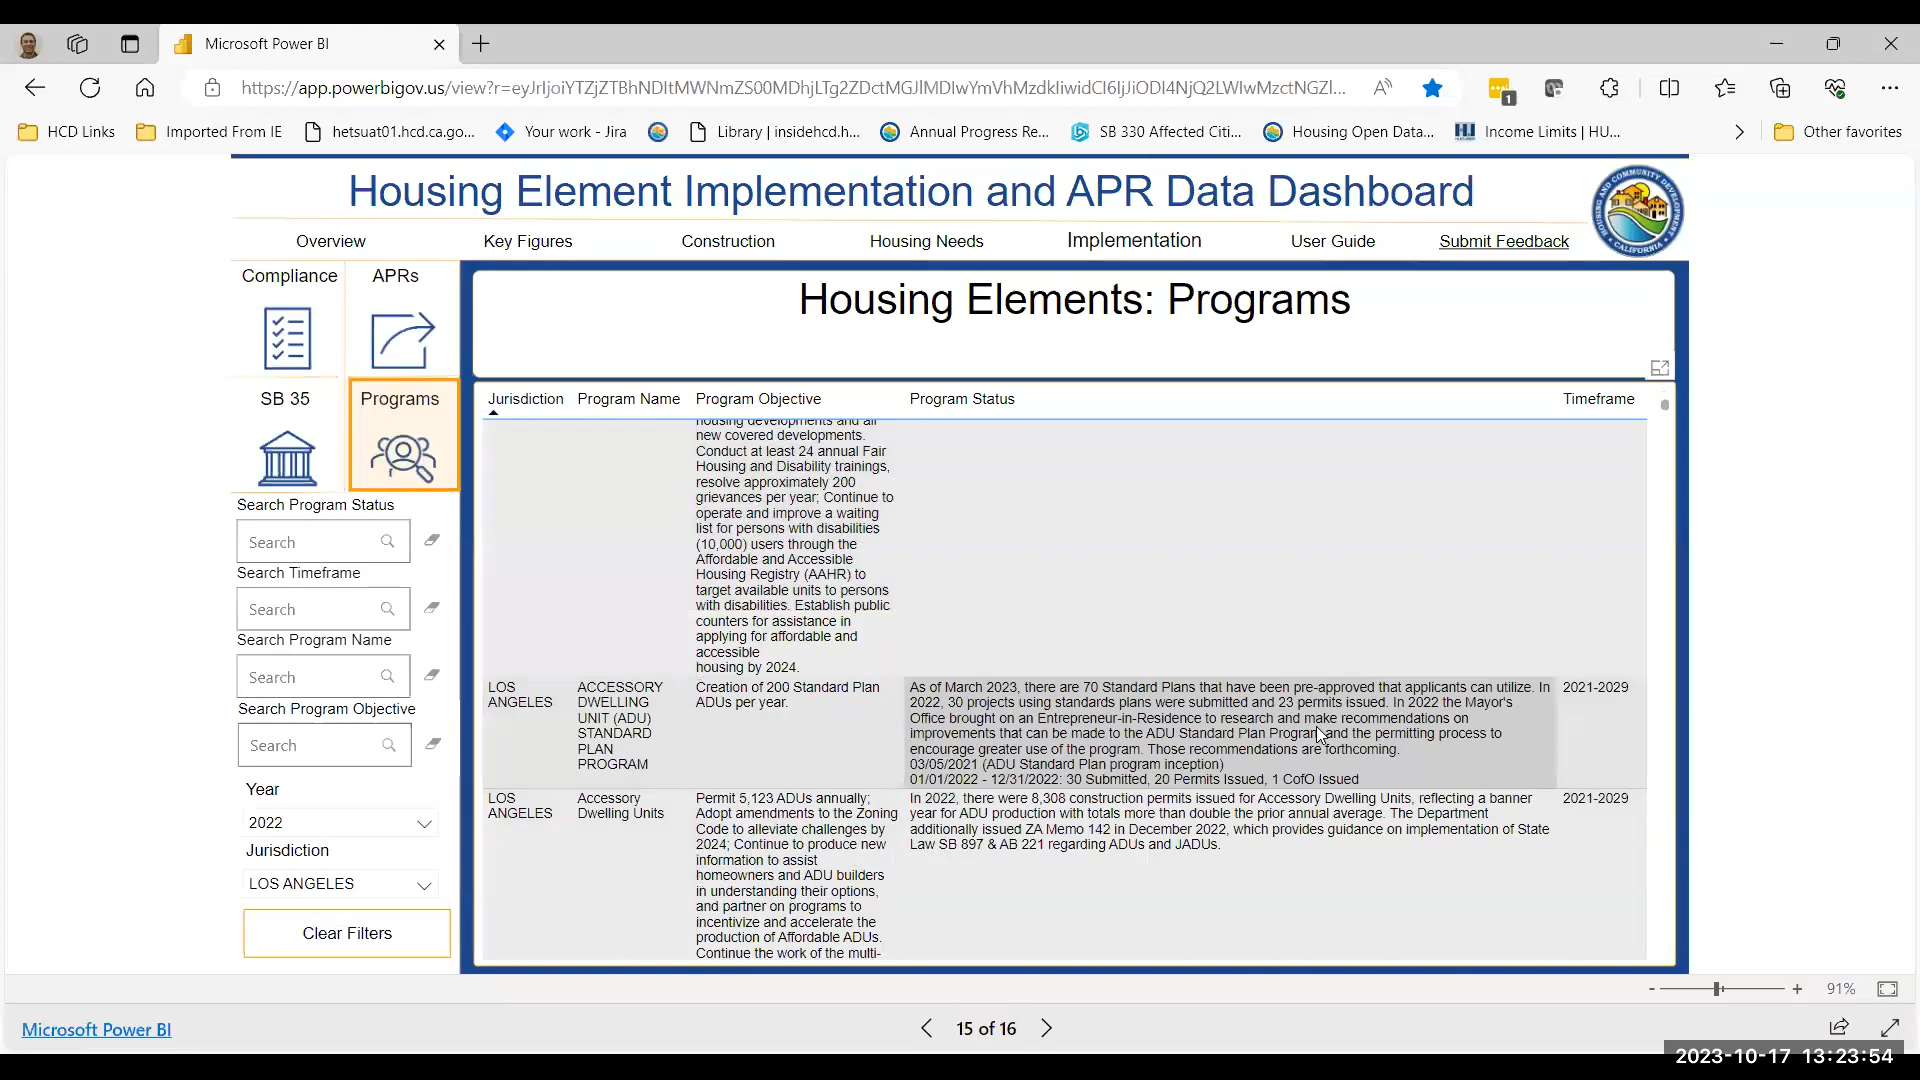 Microsoft Power BI
https://app.powerbigov.us/view?r=eyJrIjoiYTZjZTBhNDItMWNmZS00MDhjLTg2ZDctMGJlMDIwYmVhMzdkIiwidCI6IjJiODI4NjQ2LWIwMzctNGZl...
1
HCD Links
Imported From IE
hetsuat01.hcd.ca.go...
Your work - Jira
Library | insidehcd.h...
Annual Progress Re...
SB 330 Affected Citi...
Housing Open Data...
Income Limits | HU...
Other favorites
Housing Element Implementation and APR Data Dashboard
Overview
Key Figures
Construction
Housing Needs
Implementation
User Guide
Submit Feedback
HOUSING AND COMMUNITY DEVELOPMENT
CALIFORNIA
Compliance
APRs
SB 35
Programs
Search Program Status
Search
Search Timeframe
Search
Search Program Name
Search
Search Program Objective
Search
Year
2022
Jurisdiction
LOS ANGELES
Clear Filters
Housing Elements: Programs
Jurisdiction
Program Name
Program Objective
Program Status
Timeframe
housing developments and all
new covered developments.
Conduct at least 24 annual Fair
Housing and Disability trainings,
resolve approximately 200
grievances per year; Continue to
operate and improve a waiting
list for persons with disabilities
(10,000) users through the
Affordable and Accessible
Housing Registry (AAHR) to
target available units to persons
with disabilities. Establish public
counters for assistance in
applying for affordable and
accessible
housing by 2024.
LOS
ANGELES
ACCESSORY
DWELLING
UNIT (ADU)
STANDARD
PLAN
PROGRAM
Creation of 200 Standard Plan
ADUs per year.
As of March 2023, there are 70 Standard Plans that have been pre-approved that applicants can utilize. In
2022, 30 projects using standards plans were submitted and 23 permits issued. In 2022 the Mayor's
Office brought on an Entrepreneur-in-Residence to research and make recommendations on
improvements that can be made to the ADU Standard Plan Program and the permitting process to
encourage greater use of the program. Those recommendations are forthcoming.
03/05/2021 (ADU Standard Plan program inception)
01/01/2022 - 12/31/2022: 30 Submitted, 20 Permits Issued, 1 CofO Issued
2021-2029
LOS
ANGELES
Accessory
Dwelling Units
Permit 5,123 ADUs annually;
Adopt amendments to the Zoning
Code to alleviate challenges by
2024; Continue to produce new
information to assist
homeowners and ADU builders
in understanding their options,
and partner on programs to
incentivize and accelerate the
production of Affordable ADUs.
Continue the work of the multi-
In 2022, there were 8,308 construction permits issued for Accessory Dwelling Units, reflecting a banner
year for ADU production with totals more than double the prior annual average. The Department
additionally issued ZA Memo 142 in December 2022, which provides guidance on implementation of State
Law SB 897 & AB 221 regarding ADUs and JADUs.
2021-2029
- + 91%
Microsoft Power BI
15 of 16
2023-10-17 13:23:54